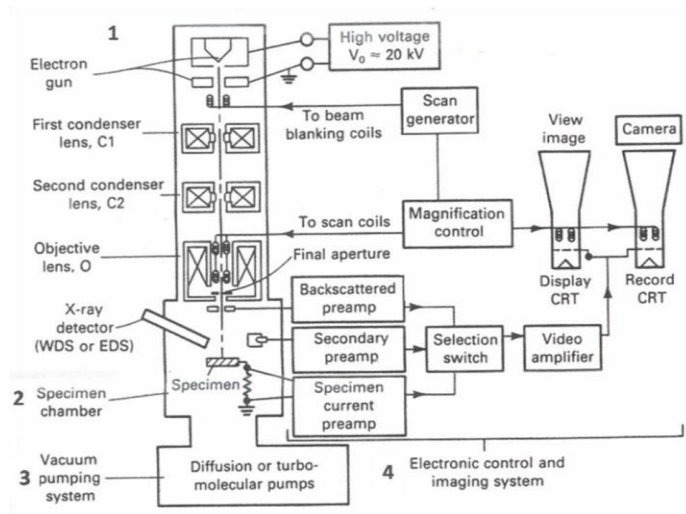 1
High voltage
V₀ ≈ 20 kV
Electron
gun
To beam
blanking coils
Scan
generator
View
image
Camera
First condenser
lens, C1
Second condenser
lens, C2
To scan coils
Magnification
control
Objective
lens, O
Final aperture
Display
CRT
Record
CRT
X-ray
detector
(WDS or EDS)
Backscattered
preamp
Secondary
preamp
Selection
switch
Video
amplifier
Specimen
Specimen
current
preamp
2 Specimen
chamber
3 Vacuum
pumping
system
Diffusion or turbo-
molecular pumps
4 Electronic control and
imaging system